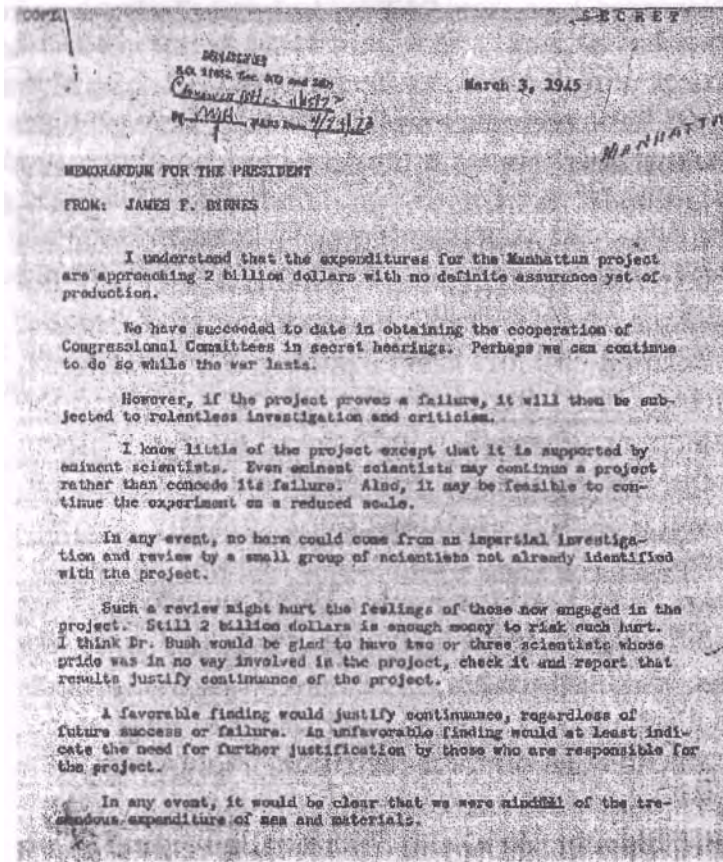 COPY
SECRET
DECLASSIFIED
E.O. 11652, Sec. and
March 3, 1945
MANHATTAN
MEMORANDUM FOR THE PRESIDENT
FROM: JAMES F. BYRNES
I understand that the expenditures for the Manhattan project
are approaching 2 billion dollars with no definite assurance yet of
production.
We have succeeded to date in obtaining the cooperation of
Congressional Committees in secret hearings. Perhaps we can continue
to do so while the war lasts.
However, if the project proves a failure, it will then be sub-
jected to relentless investigation and criticism.
I know little of the project except that it is supported by
eminent scientists. Even eminent scientists may continue a project
rather than concede its failure. Also, it may be feasible to con-
tinue the experiment on a reduced scale.
In any event, no harm could come from an impartial investiga-
tion and review by a small group of scientists not already identified
with the project.
Such a review might hurt the feelings of those now engaged in the
project. Still 2 billion dollars is enough money to risk such hurt.
I think Dr. Bush would be glad to have two or three scientists whose
pride was in no way involved in the project, check it and report that
results justify continuance of the project.
A favorable finding would justify continuance, regardless of
future success or failure. An unfavorable finding would at least indi-
cate the need for further justification by those who are responsible for
the project.
In any event, it would be clear that we were mindful of the tre-
mendous expenditure of men and materials.